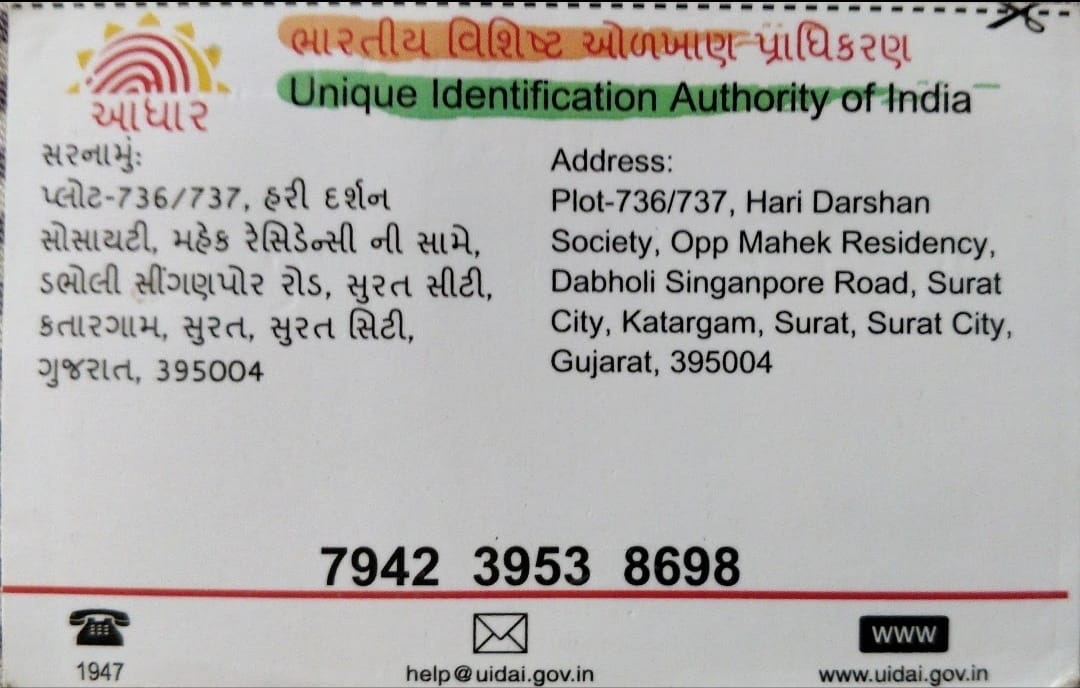 ભારતીય વિશિષ્ટ ઓળખાણ પ્રાધિકરણ
Unique Identification Authority of India
આધાર
સરનામું:
પ્લોટ-736/737, હરી દર્શન
સોસાયટી, મહેક રેસિડેન્સી ની સામે,
ડભોલી સીંગણપોર રોડ, સુરત સીટી,
કતારગામ, સુરત, સુરત સિટી,
ગુજરાત, 395004
Address:
Plot-736/737, Hari Darshan
Society, Opp Mahek Residency,
Dabholi Singanpore Road, Surat
City, Katargam, Surat, Surat City,
Gujarat, 395004
7942 3953 8698
1947
help@uidai.gov.in
WWW
www.uidai.gov.in